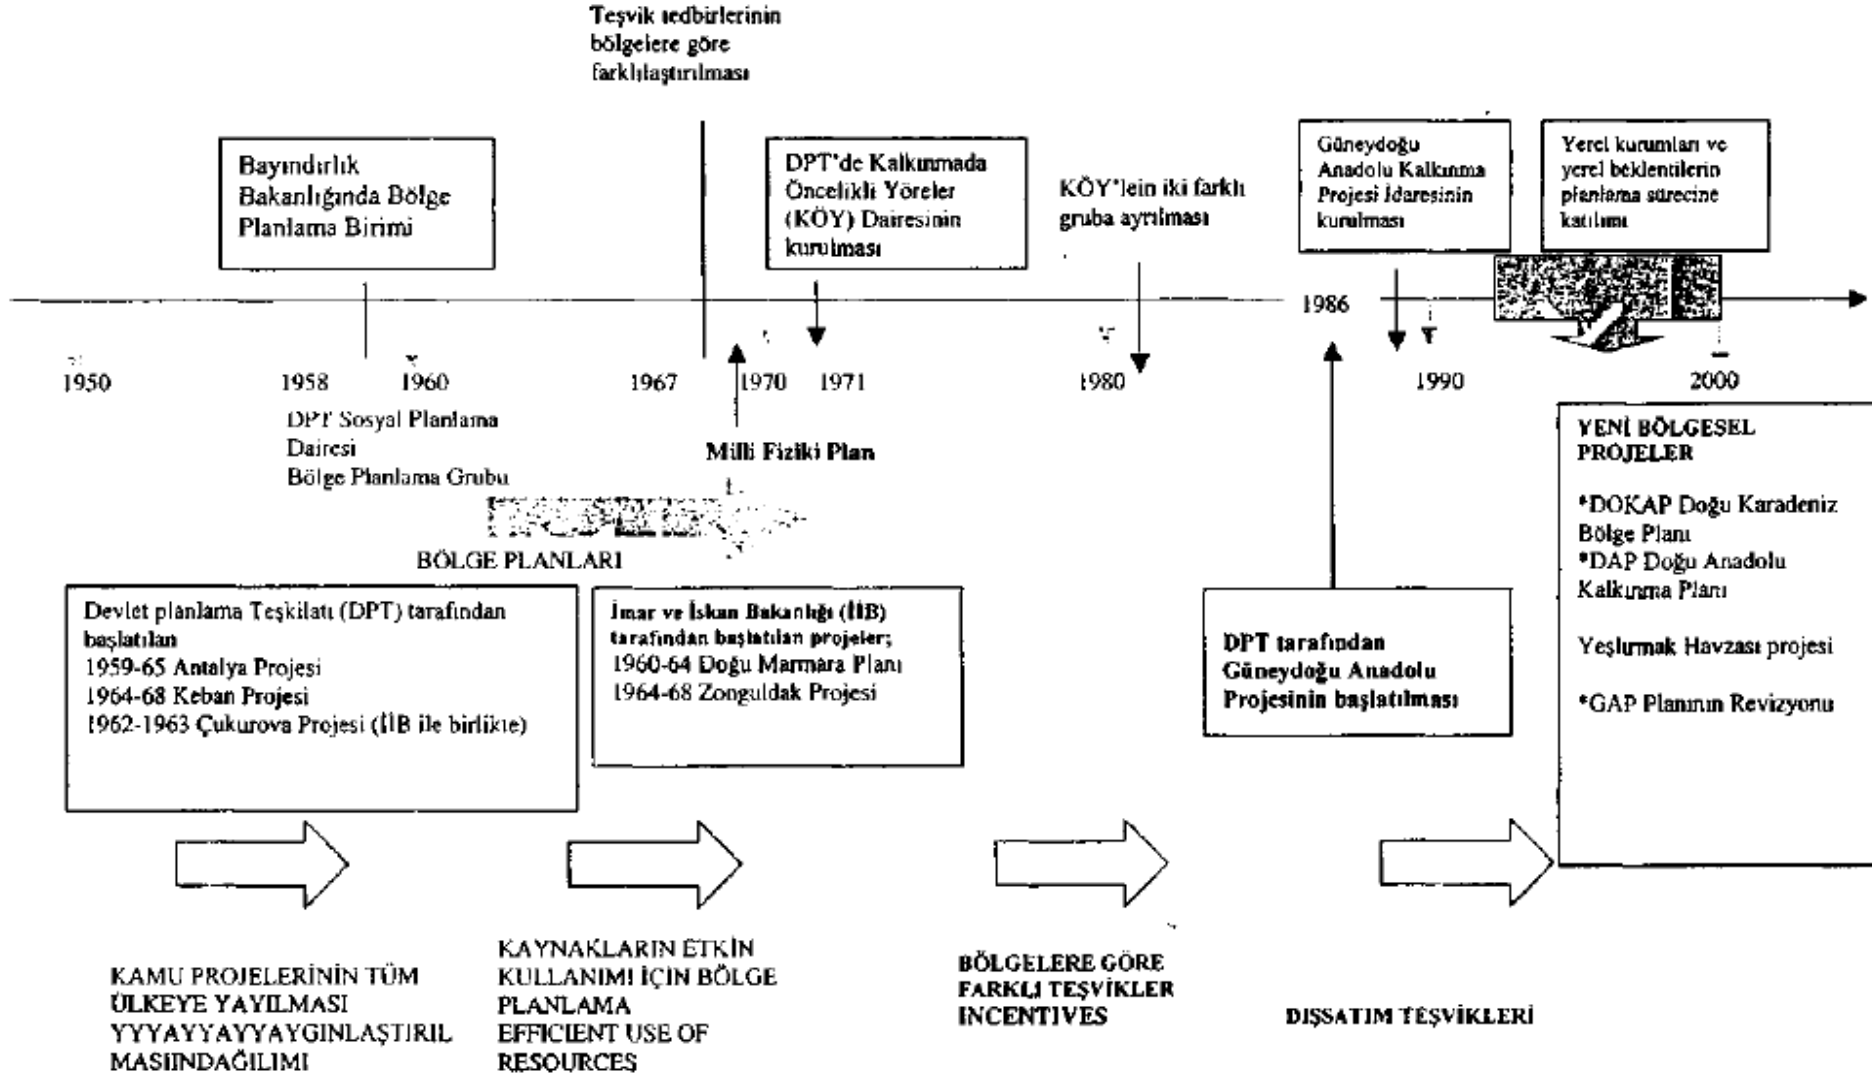 Teşvik tedbirlerinin
bölgelere göre
farklılaştırılması
Bayındırlık
Bakanlığında Bölge
Planlama Birimi
DPT'de Kalkınmada
Öncelikli Yöreler
(KÖY) Dairesinin
kurulması
KÖY'lein iki farklı
gruba ayrılması
Güneydoğu
Anadolu Kalkınma
Projesi İdaresinin
kurulması
Yerel kurumları ve
yerel beklentilerin
planlama sürecine
katılımı
1986
1950
1958
1960
1967
1970
1971
1980
1990
2000
DPT Sosyal Planlama
Dairesi
Bölge Planlama Grubu
Milli Fiziki Plan
BÖLGE PLANLARI
Devlet planlama Teşkilatı (DPT) tarafından
başlatılan
1959-65 Antalya Projesi
1964-68 Keban Projesi
1962-1963 Çukurova Projesi (İİB ile birlikte)
İmar ve İskan Bakanlığı (İİB)
tarafından başlatılan projeler;
1960-64 Doğu Marmara Planı
1964-68 Zonguldak Projesi
DPT tarafından
Güneydoğu Anadolu
Projesinin başlatılması
YENİ BÖLGESEL
PROJELER
*DOKAP Doğu Karadeniz
Bölge Planı
*DAP Doğu Anadolu
Kalkınma Planı
Yeşlırmak Havzası projesi
*GAP Planının Revizyonu
KAMU PROJELERİNİN TÜM
ÜLKEYE YAYILMASI
YYYAYYAYYAYGINLAŞTIRIL
MASIINDAĞILIMI
KAYNAKLARIN ETKİN
KULLANIMI İÇİN BÖLGE
PLANLAMA
EFFICIENT USE OF
RESOURCES
BÖLGELERE GÖRE
FARKLI TEŞVİKLER
INCENTIVES
DIŞSATIM TEŞVİKLERİ